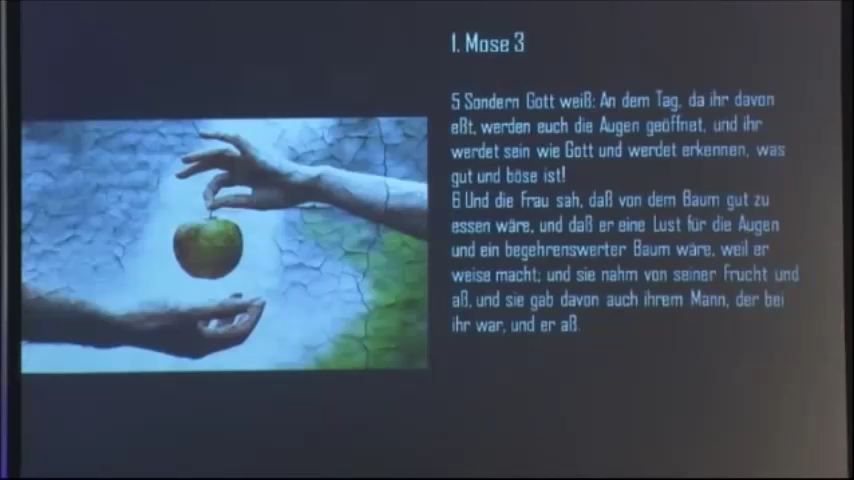 1. Mose 3
5 Sondern Gott weiß: An dem Tag, da ihr davon
eßt, werden euch die Augen geöffnet, und ihr
werdet sein wie Gott und werdet erkennen, was
gut und böse ist!
6 Und die Frau sah, daß von dem Baum gut zu
essen wäre, und daß er eine Lust für die Augen
und ein begehrenswerter Baum wäre, weil er
weise macht; und sie nahm von seiner Frucht und
aß, und sie gab davon auch ihrem Mann, der bei
ihr war, und er aß.